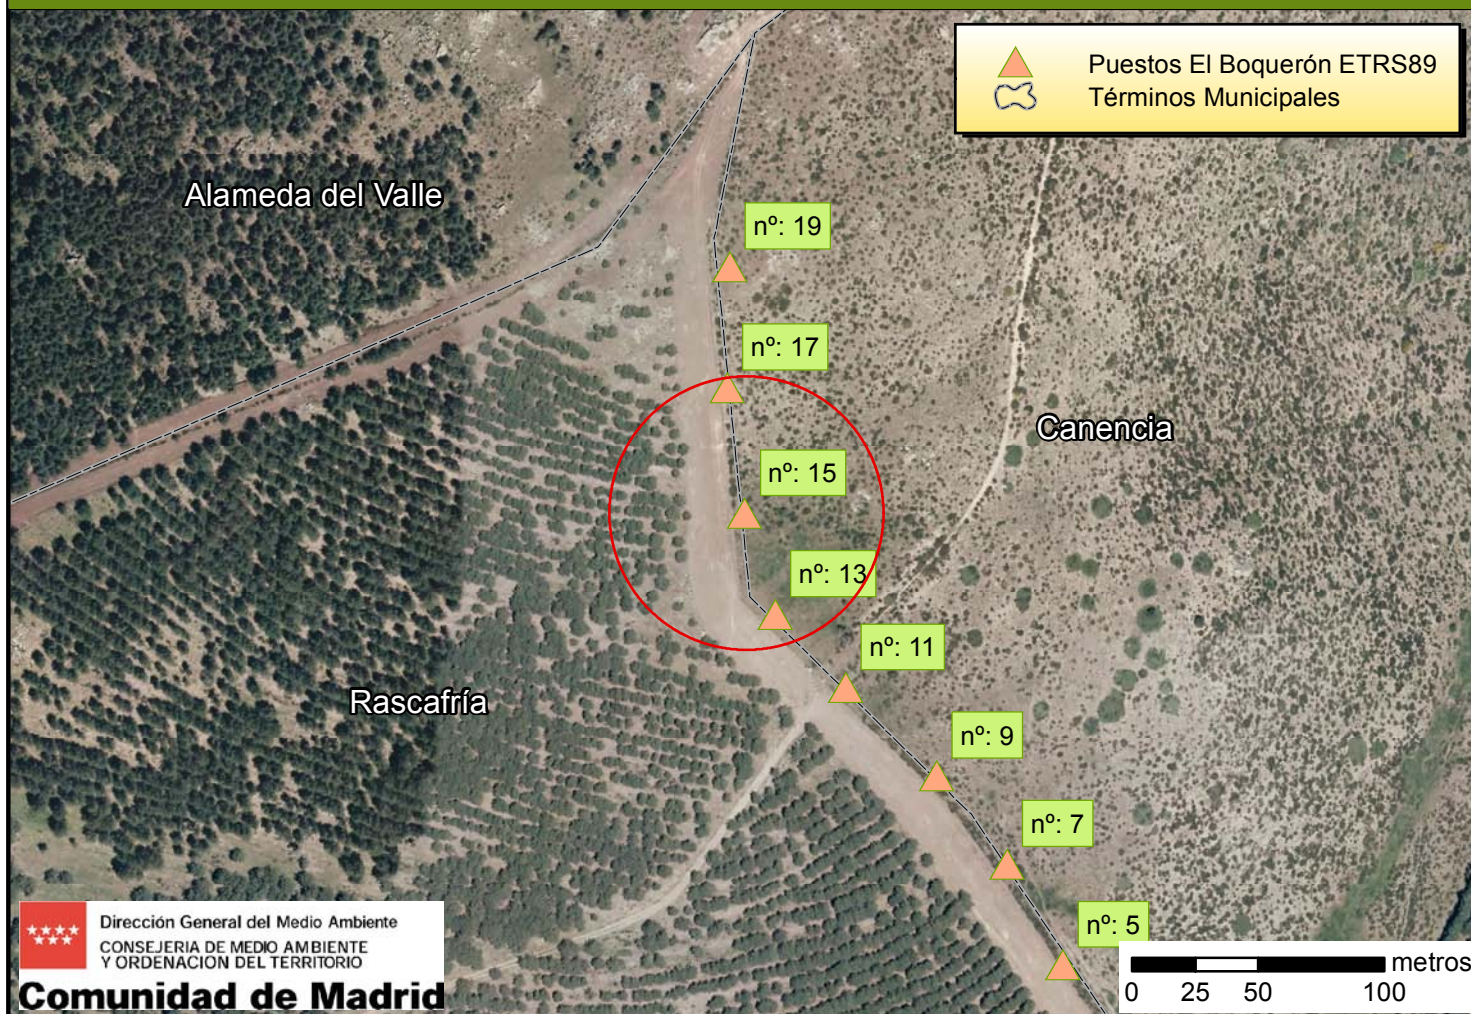 Puestos El Boquerón ETRS89
Términos Municipales
Alameda del Valle
nº: 19
nº: 17
Canencia
nº: 15
nº: 13
nº: 11
Rascafría
nº: 9
nº: 7
nº: 5
Dirección General del Medio Ambiente
CONSEJERIA DE MEDIO AMBIENTE
Y ORDENACION DEL TERRITORIO
Comunidad de Madrid
metros
0 25 50 100